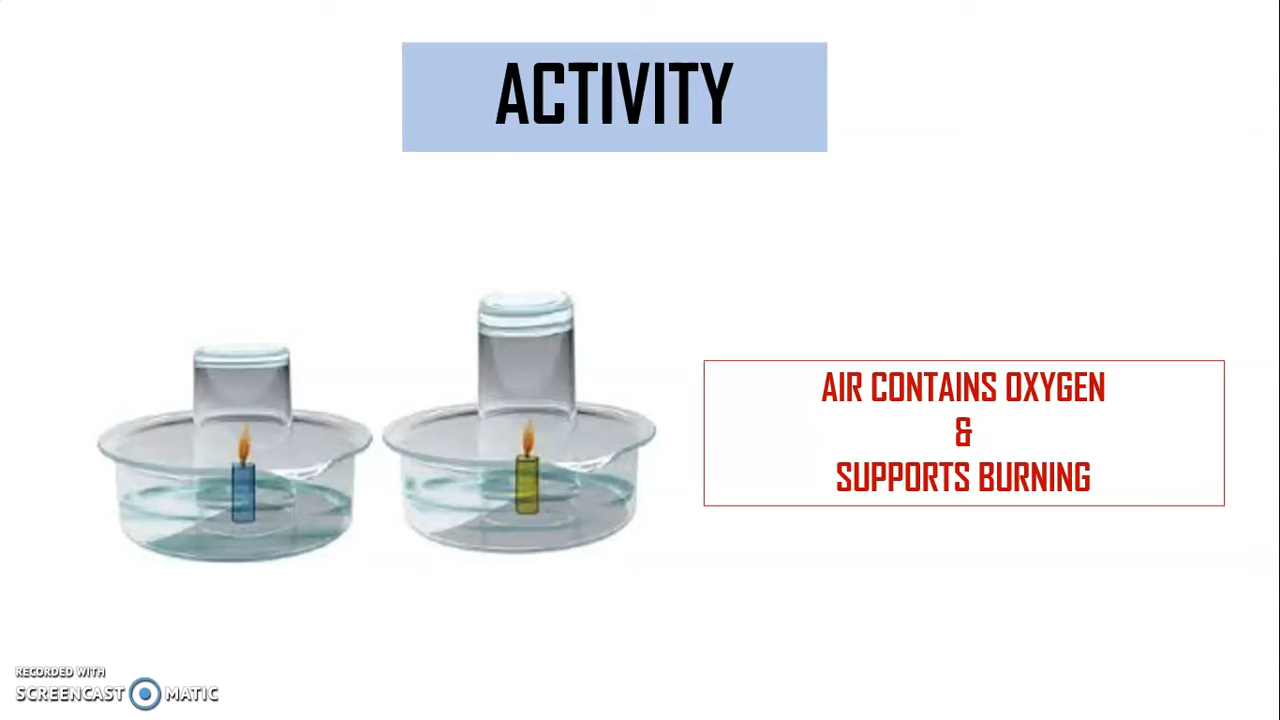 ACTIVITY
AIR CONTAINS OXYGEN
&
SUPPORTS BURNING
RECORDED WITH
SCREENCAST MATIC